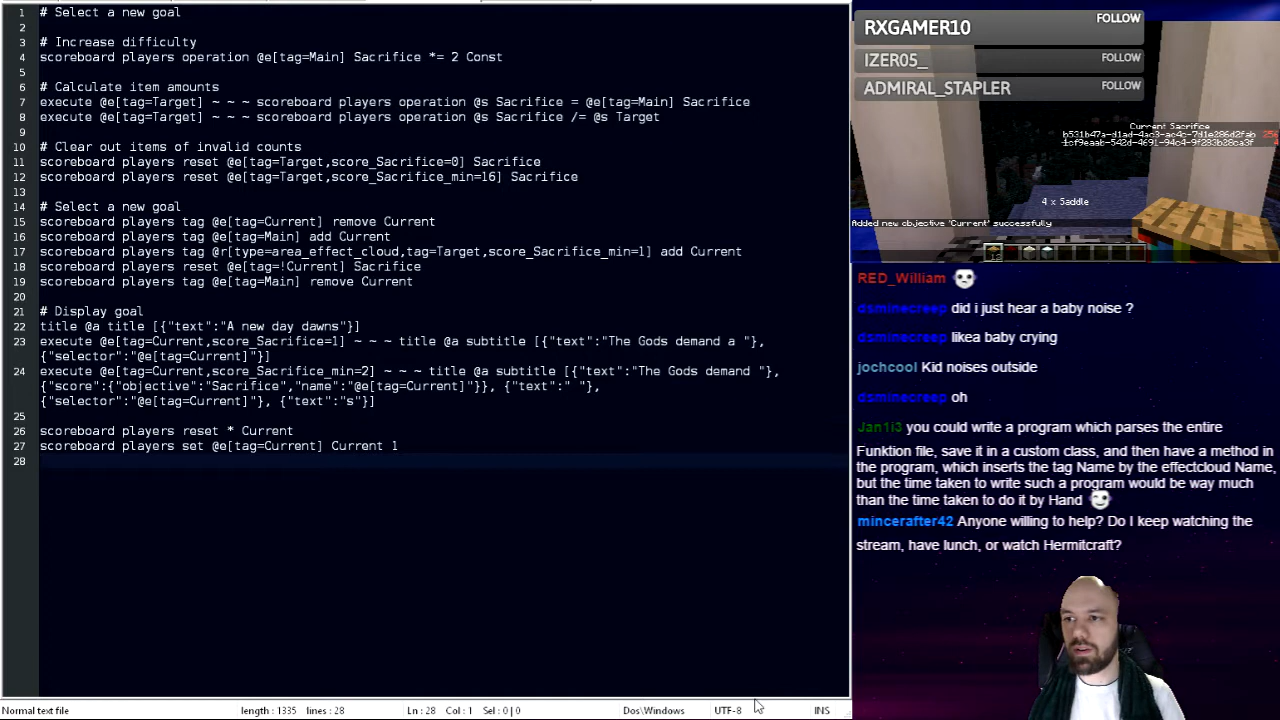 1 # Select a new goal
2
3 # Increase difficulty
4 scoreboard players operation @e[tag=Main] Sacrifice *= 2 Const
5
6 # Calculate item amounts
7 execute @e[tag=Target] ~ ~ ~ scoreboard players operation @s Sacrifice = @e[tag=Main] Sacrifice
8 execute @e[tag=Target] ~ ~ ~ scoreboard players operation @s Sacrifice /= @s Target
9
10 # Clear out items of invalid counts
11 scoreboard players reset @e[tag=Target,score_Sacrifice=0] Sacrifice
12 scoreboard players reset @e[tag=Target,score_Sacrifice_min=16] Sacrifice
13
14 # Select a new goal
15 scoreboard players tag @e[tag=Current] remove Current
16 scoreboard players tag @e[tag=Main] add Current
17 scoreboard players tag @r[type=area_effect_cloud,tag=Target,score_Sacrifice_min=1] add Current
18 scoreboard players reset @e[tag=!Current] Sacrifice
19 scoreboard players tag @e[tag=Main] remove Current
20
21 # Display goal
22 title @a title [{"text":"A new day dawns"}]
23 execute @e[tag=Current,score_Sacrifice=1] ~ ~ ~ title @a subtitle [{"text":"The Gods demand a "},
{"selector":"@e[tag=Current]"}]
24 execute @e[tag=Current,score_Sacrifice_min=2] ~ ~ ~ title @a subtitle [{"text":"The Gods demand "},
{"score":{"objective":"Sacrifice","name":"@e[tag=Current]"}}, {"text":" "},
{"selector":"@e[tag=Current]"}, {"text":"s"}]
25
26 scoreboard players reset * Current
27 scoreboard players set @e[tag=Current] Current 1
28
Normal text file length : 1335 lines : 28 Ln : 28 Col : 1 Sel : 0 | 0 Dos\Windows UTF-8 INS
RXGAMER10 FOLLOW
IZER05_ FOLLOW
ADMIRAL_STAPLER FOLLOW
Current Sacrifice
4 x Saddle
Added new objective 'Current' successfully
12
RED_William
dsminecreep did i just hear a baby noise ?
dsminecreep likea baby crying
jochcool Kid noises outside
dsminecreep oh
Jan1i3 you could write a program which parses the entire
Funktion file, save it in a custom class, and then have a method in
the program, which inserts the tag Name by the effectcloud Name,
but the time taken to write such a program would be way much
than the time taken to do it by Hand
mincerafter42 Anyone willing to help? Do I keep watching the
stream, have lunch, or watch Hermitcraft?